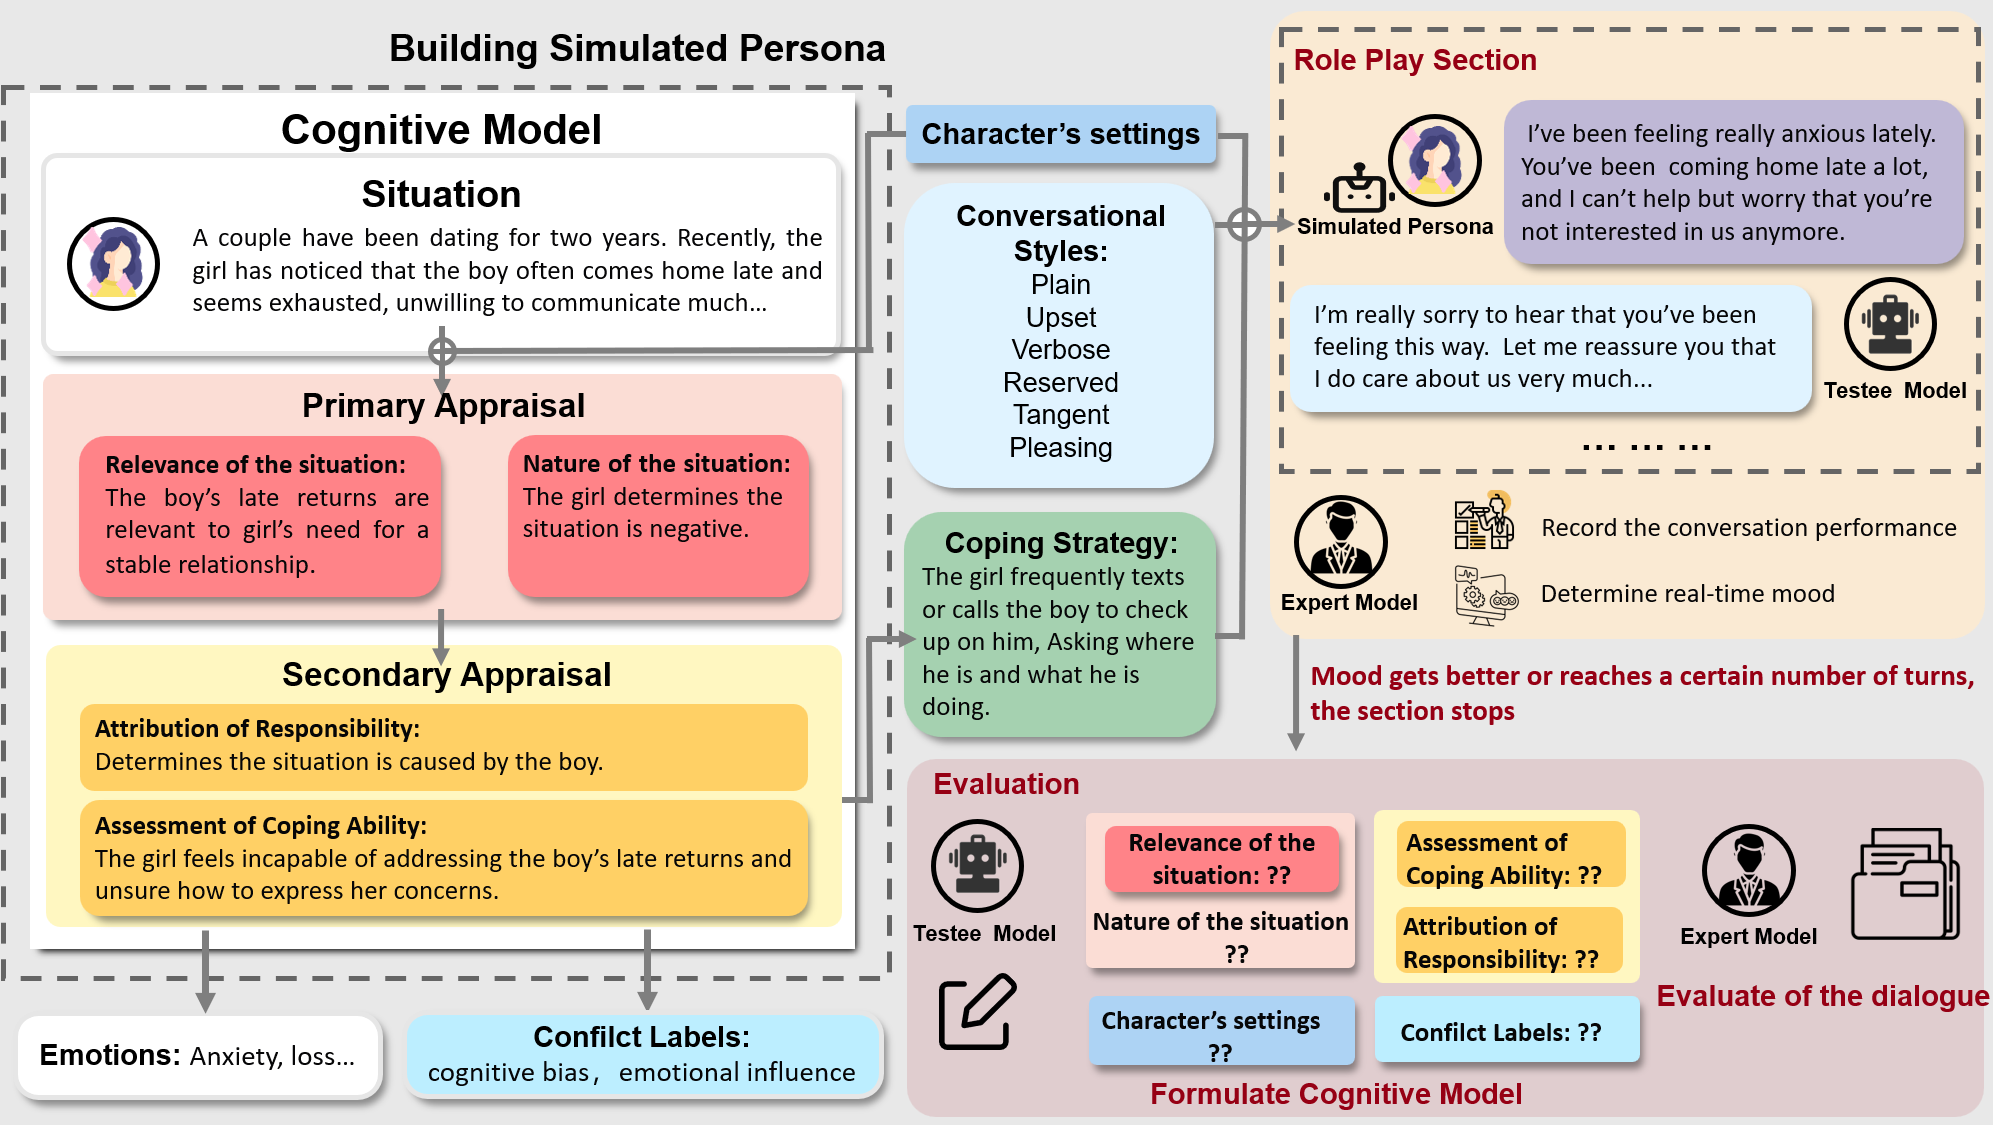 Building Simulated Persona
Cognitive Model
Situation
A couple have been dating for two years. Recently, the
girl has noticed that the boy often comes home late and
seems exhausted, unwilling to communicate much...
Primary Appraisal
Relevance of the situation:
The boy's late returns are
relevant to girl's need for a
stable relationship.
Nature of the situation:
The girl determines the
situation is negative.
Secondary Appraisal
Attribution of Responsibility:
Determines the situation is caused by the boy.
Assessment of Coping Ability:
The girl feels incapable of addressing the boy's late returns and
unsure how to express her concerns.
Emotions: Anxiety, loss...
Confilct Labels:
cognitive bias， emotional influence
Character's settings
Conversational
Styles:
Plain
Upset
Verbose
Reserved
Tangent
Pleasing
Coping Strategy:
The girl frequently texts
or calls the boy to check
up on him, Asking where
he is and what he is
doing.
Role Play Section
Simulated Persona
I've been feeling really anxious lately.
You've been coming home late a lot,
and I can't help but worry that you're
not interested in us anymore.
I'm really sorry to hear that you've been
feeling this way. Let me reassure you that
I do care about us very much...
Testee Model
... ... ...
Expert Model
Record the conversation performance
Determine real-time mood
Mood gets better or reaches a certain number of turns,
the section stops
Evaluation
Testee Model
Relevance of the
situation: ??
Nature of the situation
??
Assessment of
Coping Ability: ??
Attribution of
Responsibility: ??
Character's settings
??
Confilct Labels: ??
Formulate Cognitive Model
Expert Model
Evaluate of the dialogue